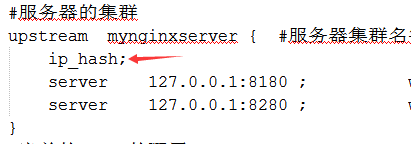 #服务器的集群
upstream  mynginxserver {  #服务器集群名
    ip_hash;
    server    127.0.0.1:8180 ;
    server    127.0.0.1:8280 ;
}